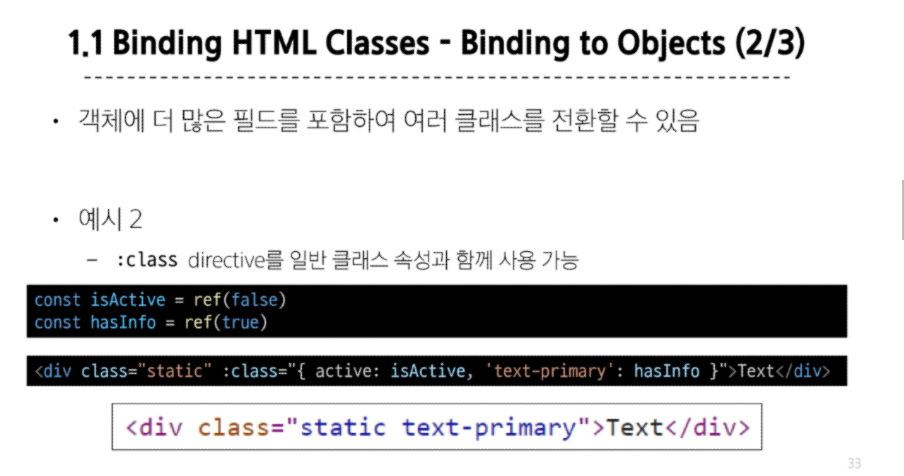 1.1 Binding HTML Classes - Binding to Objects (2/3)
• 객체에 더 많은 필드를 포함하여 여러 클래스를 전환할 수 있음
• 예시 2
– :class directive를 일반 클래스 속성과 함께 사용 가능
const isActive = ref(false)
const hasInfo = ref(true)
<div class="static" :class="{ active: isActive, 'text-primary': hasInfo }">Text</div>
<div class="static text-primary">Text</div>
33